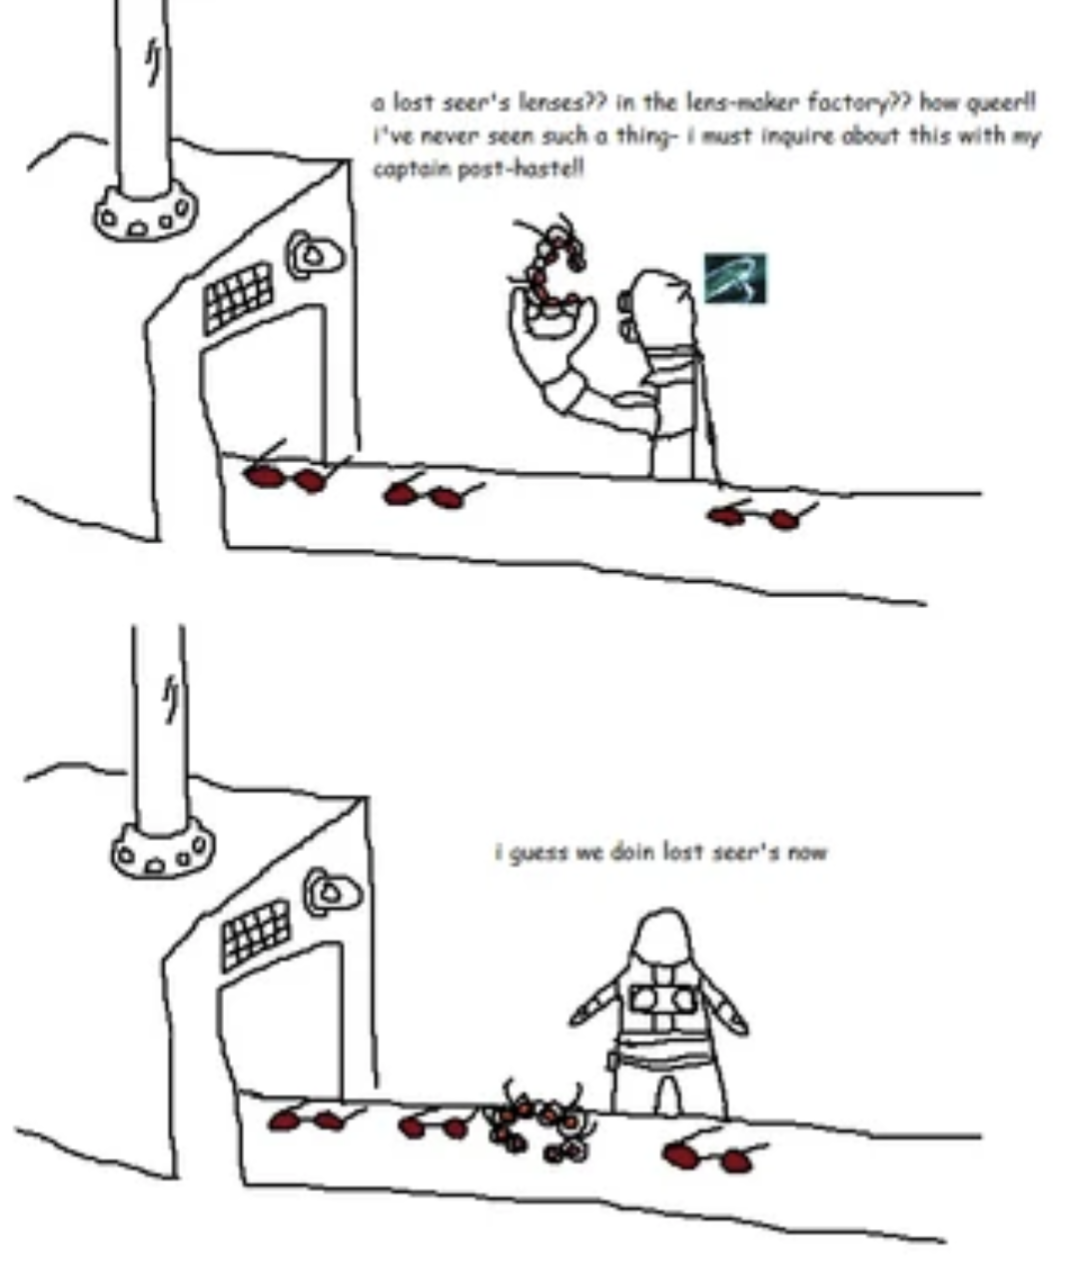 a lost seer's lenses?? in the lens-maker factory?? how queer!!
i've never seen such a thing- i must inquire about this with my
captain post-haste!!
i guess we doin lost seer's now